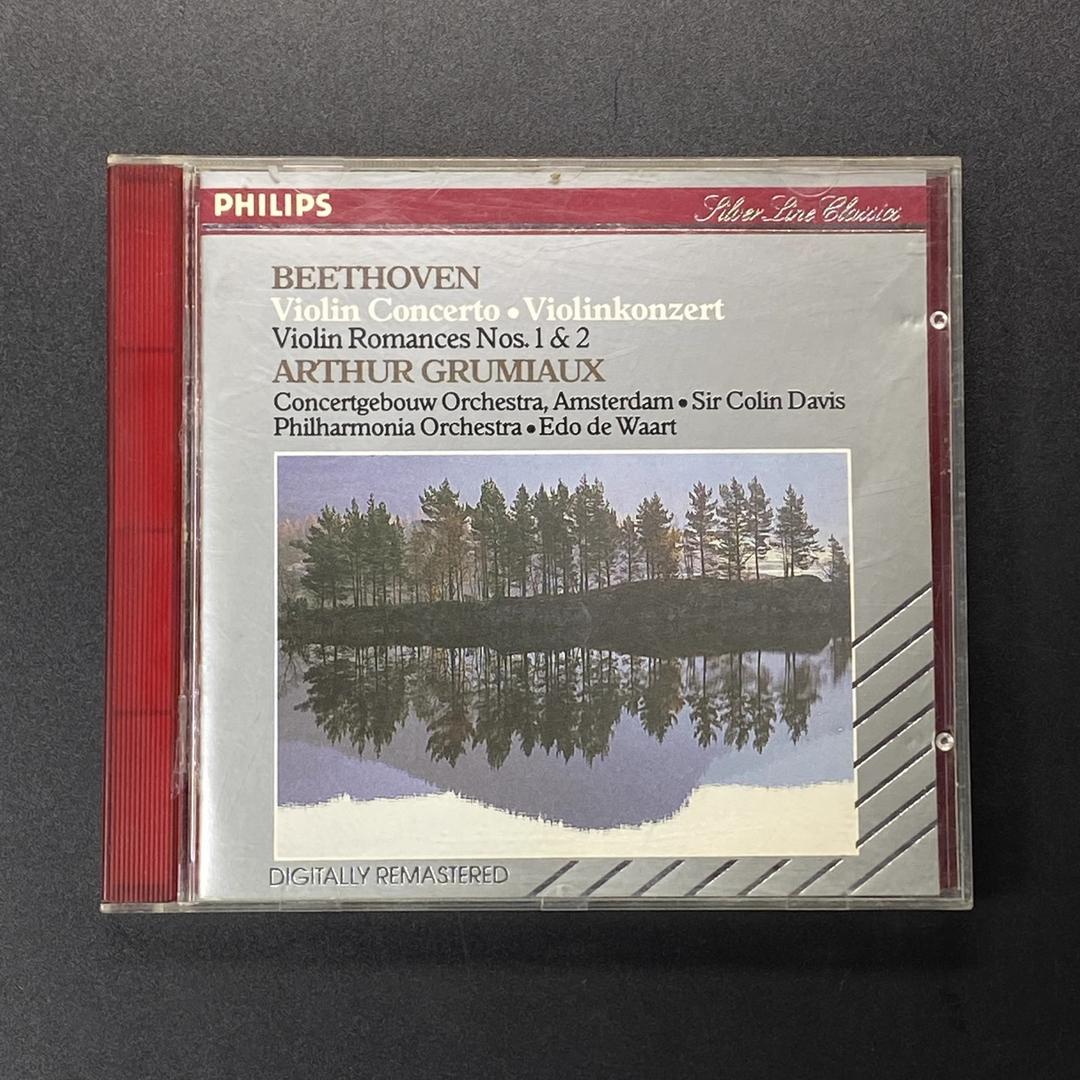 PHILIPS
Silver Line Classics
BEETHOVEN
Violin Concerto • Violinkonzert
Violin Romances Nos. 1 & 2
ARTHUR GRUMIAUX
Concertgebouw Orchestra, Amsterdam • Sir Colin Davis
Philharmonia Orchestra • Edo de Waart
DIGITALLY REMASTERED